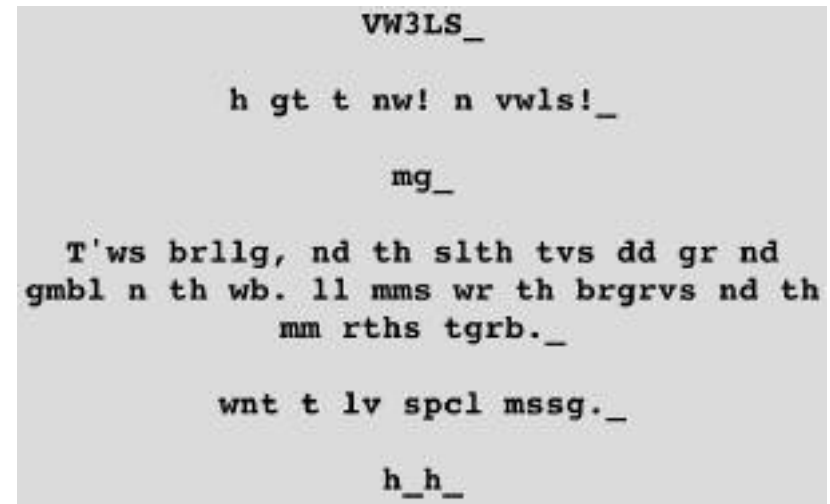 VW3LS_
h gt t nw! n vwls!_
mg_
T'ws brllg, nd th slth tvs dd gr nd
gmbl n th wb. ll mms wr th brgrvs nd th
mm rths tgrb._
wnt t lv spcl mssg._
h_h_